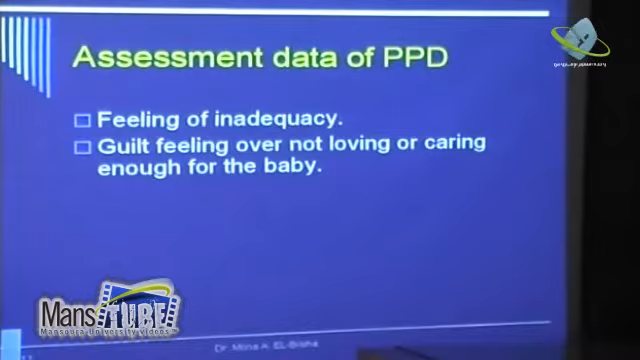 Assessment data of PPD
Feeling of inadequacy.
Guilt feeling over not loving or caring
enough for the baby.
Mans TUBE
Mansoura University videos
Dr. Mona A. EL-Bilsha